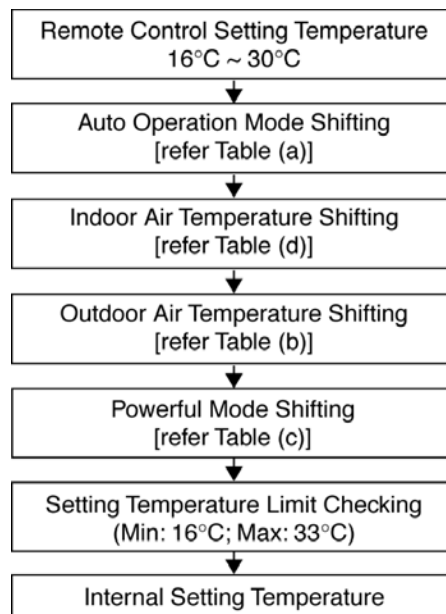 Remote Control Setting Temperature
16°C ~ 30°C
Auto Operation Mode Shifting
[refer Table (a)]
Indoor Air Temperature Shifting
[refer Table (d)]
Outdoor Air Temperature Shifting
[refer Table (b)]
Powerful Mode Shifting
[refer Table (c)]
Setting Temperature Limit Checking
(Min: 16°C; Max: 33°C)
Internal Setting Temperature